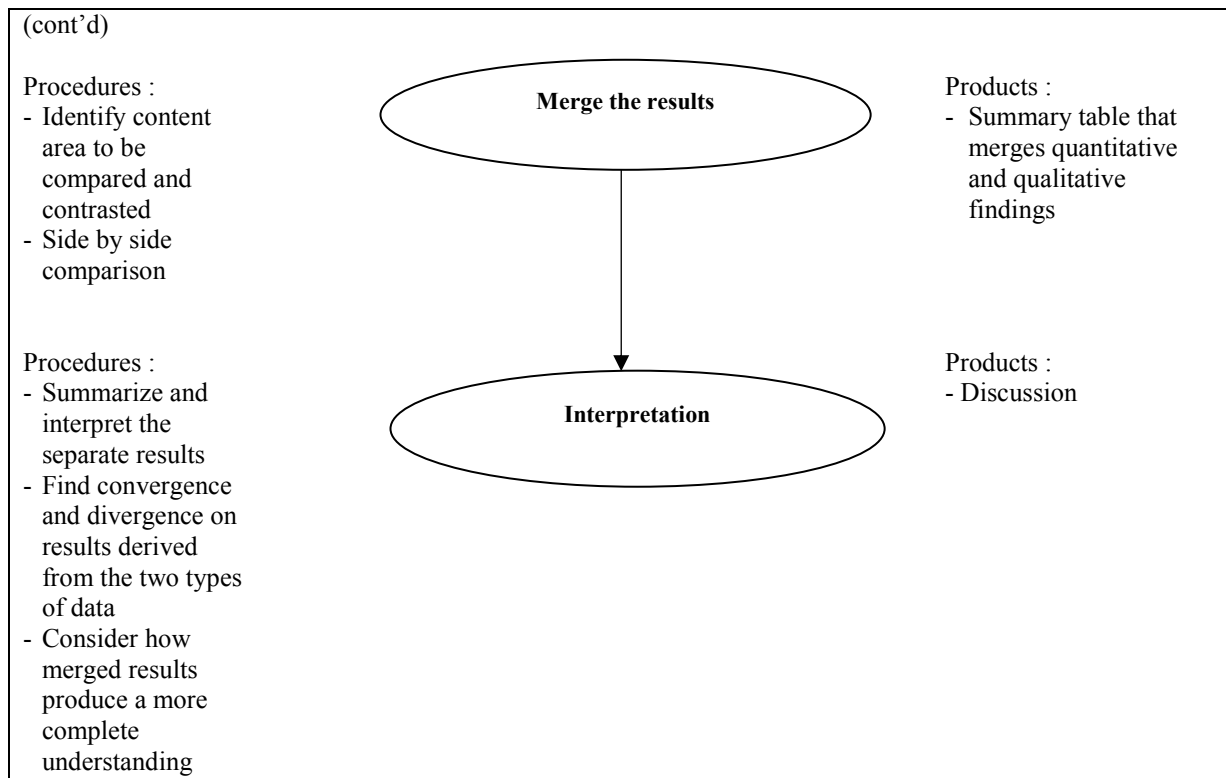 (cont’d)
Procedures :
- Identify content
area to be
compared and
contrasted
- Side by side
comparison
Merge the results
Products :
- Summary table that
merges quantitative
and qualitative
findings
Procedures :
- Summarize and
interpret the
separate results
- Find convergence
and divergence on
results derived
from the two types
of data
- Consider how
merged results
produce a more
complete
understanding
Interpretation
Products :
- Discussion